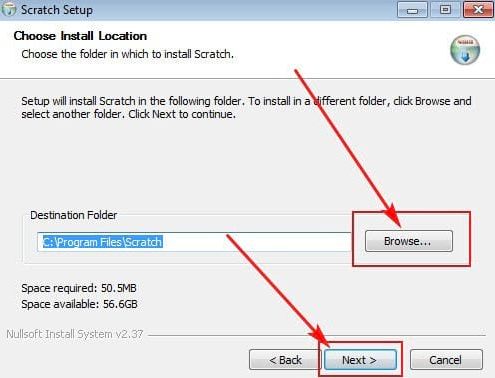 Scratch Setup
Choose Install Location
Choose the folder in which to install Scratch.
Setup will install Scratch in the following folder. To install in a different folder, click Browse and
select another folder. Click Next to continue.
Destination Folder
C:\Program Files\Scratch
Browse...
Space required: 50.5MB
Space available: 56.6GB
Nullsoft Install System v2.37
< Back
Next >
Cancel